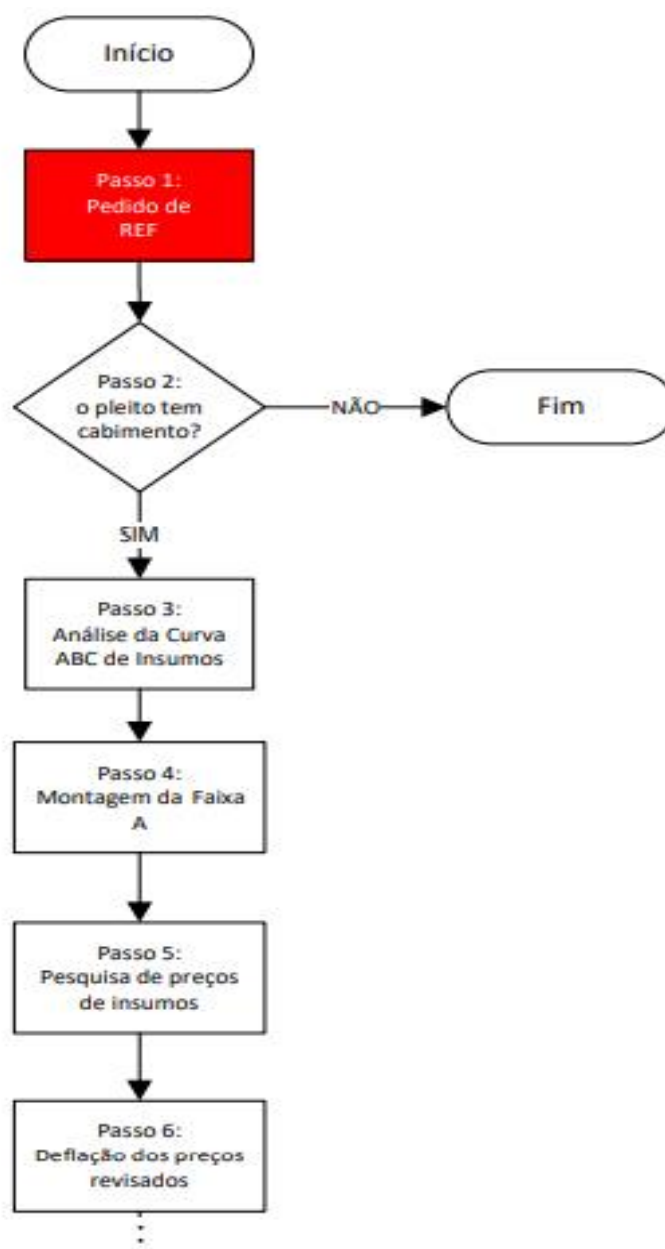 Início
Passo 1:
Pedido de
REF
Passo 2:
o pleito tem
cabimento?
NÃO
Fim
SIM
Passo 3:
Análise da Curva
ABC de Insumos
Passo 4:
Montagem da Faixa
A
Passo 5:
Pesquisa de preços
de insumos
Passo 6:
Deflação dos preços
revisados